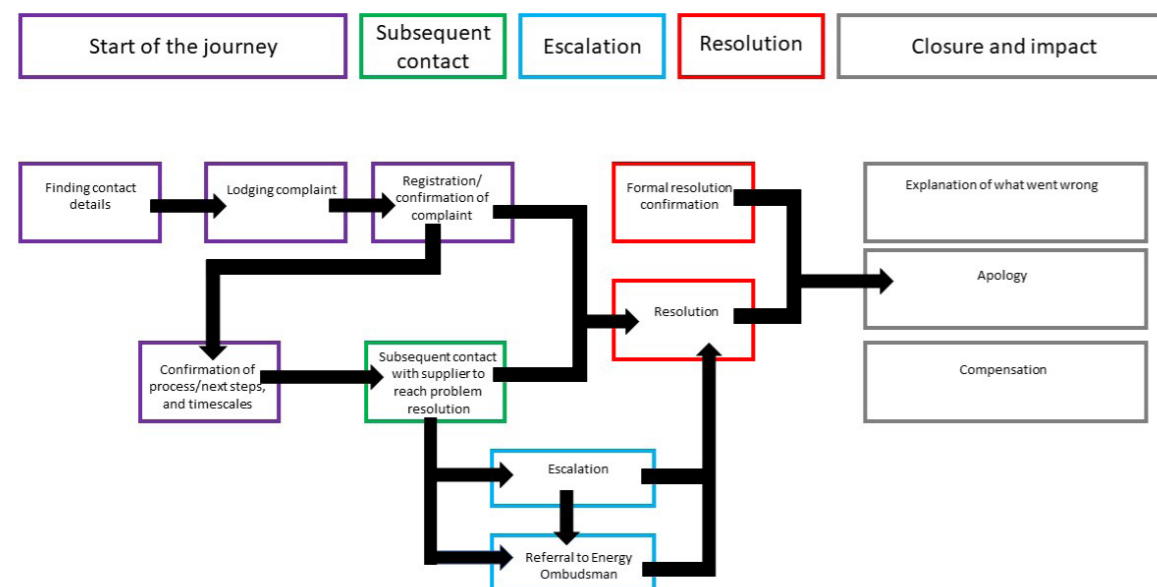 Start of the journey
Subsequent
contact
Escalation
Resolution
Closure and impact
Finding contact
details
Lodging complaint
Registration/
confirmation of
complaint
Formal resolution
confirmation
Explanation of what went wrong
Resolution
Apology
Confirmation of
process/next steps,
and timescales
Subsequent contact
with supplier to
reach problem
resolution
Compensation
Escalation
Referral to Energy
Ombudsman